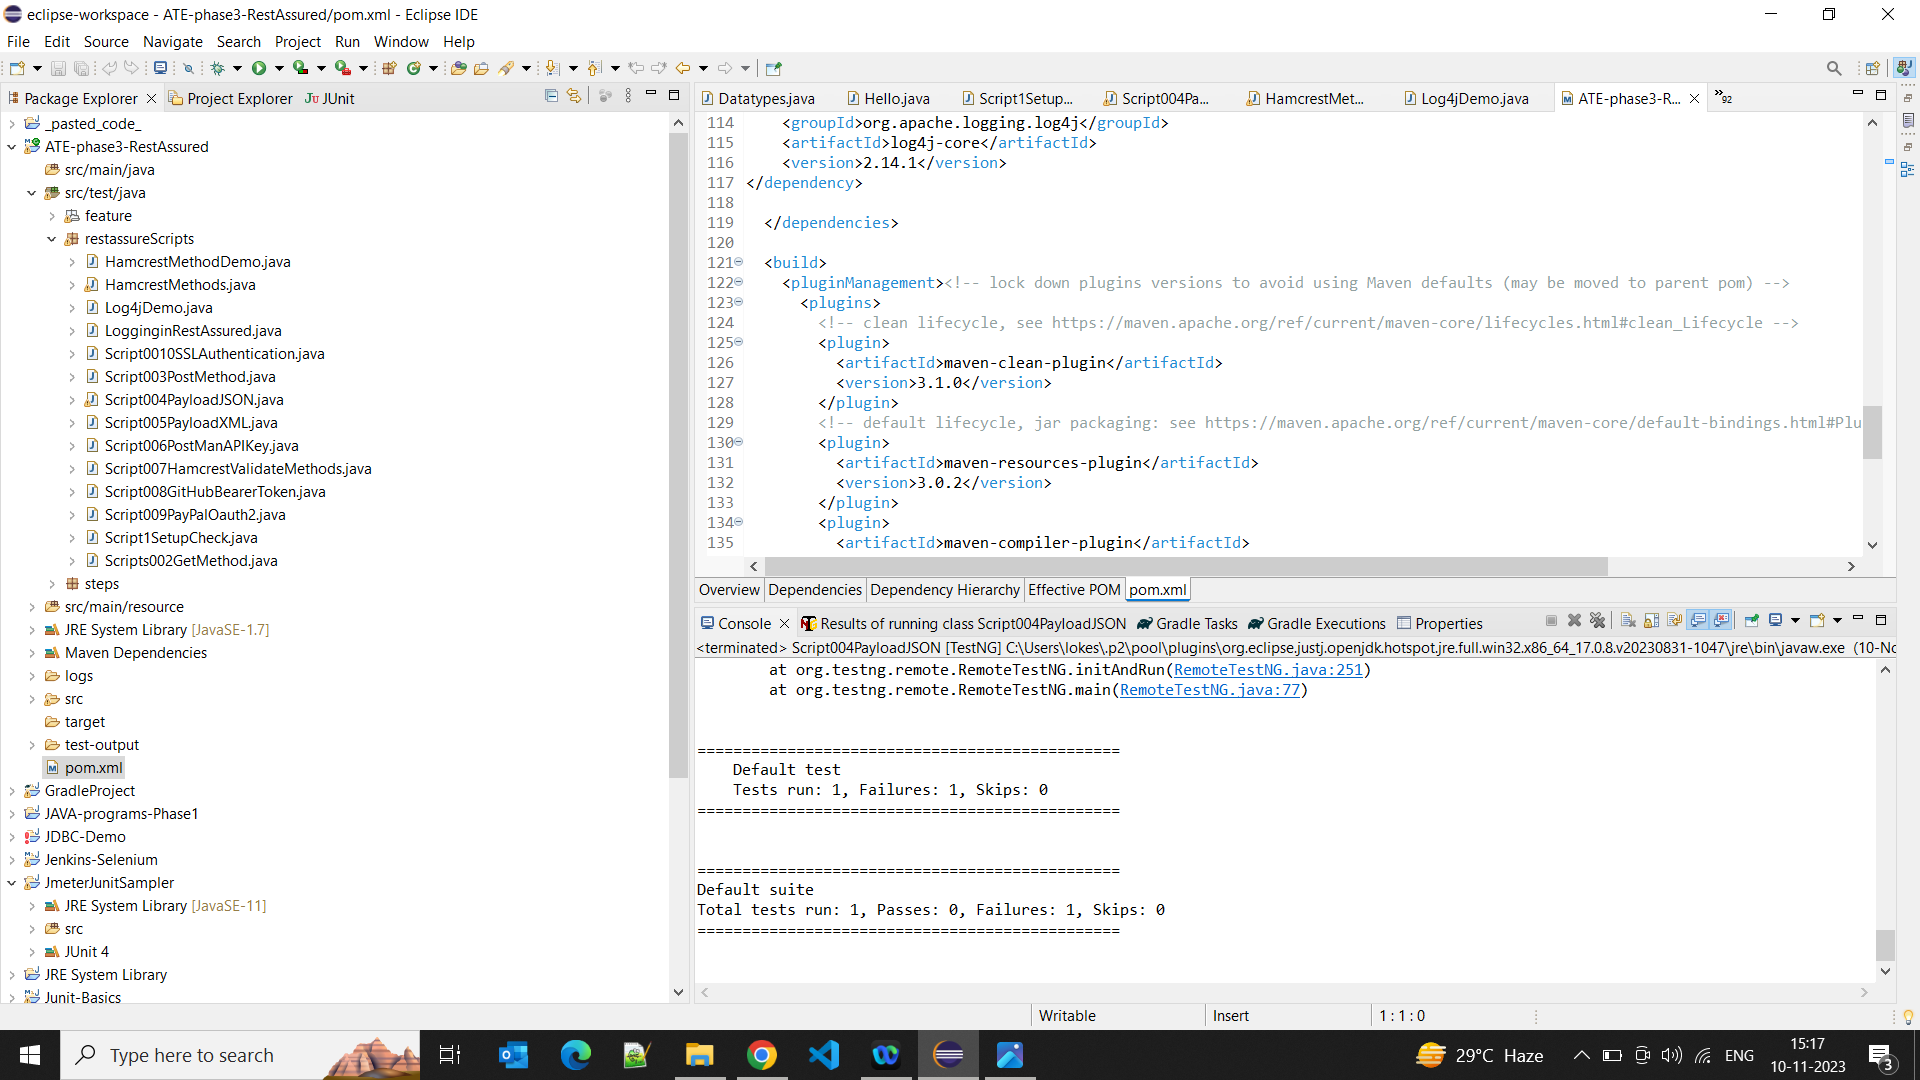 eclipse-workspace - ATE-phase3-RestAssured/pom.xml - Eclipse IDE
File Edit Source Navigate Search Project Run Window Help
Package Explorer Project Explorer JUnit
_pasted_code_
ATE-phase3-RestAssured
src/main/java
src/test/java
feature
restassureScripts
HamcrestMethodDemo.java
HamcrestMethods.java
Log4jDemo.java
LogginginRestAssured.java
Script0010SSLAuthentication.java
Script003PostMethod.java
Script004PayloadJSON.java
Script005PayloadXML.java
Script006PostManAPIKey.java
Script007HamcrestValidateMethods.java
Script008GitHubBearerToken.java
Script009PayPalOauth2.java
Script1SetupCheck.java
Scripts002GetMethod.java
steps
src/main/resource
JRE System Library [JavaSE-1.7]
Maven Dependencies
logs
src
target
test-output
pom.xml
GradleProject
JAVA-programs-Phase1
JDBC-Demo
Jenkins-Selenium
JmeterJunitSampler
JRE System Library [JavaSE-11]
src
JUnit 4
JRE System Library
Junit-Basics
Datatypes.java Hello.java Script1Setup... Script004Pa... HamcrestMet... Log4jDemo.java ATE-phase3-R... »92
114 <groupId>org.apache.logging.log4j</groupId>
115 <artifactId>log4j-core</artifactId>
116 <version>2.14.1</version>
117 </dependency>
118
119 </dependencies>
120
121 <build>
122 <pluginManagement><!-- lock down plugins versions to avoid using Maven defaults (may be moved to parent pom) -->
123 <plugins>
124 <!-- clean lifecycle, see https://maven.apache.org/ref/current/maven-core/lifecycles.html#clean_Lifecycle -->
125 <plugin>
126 <artifactId>maven-clean-plugin</artifactId>
127 <version>3.1.0</version>
128 </plugin>
129 <!-- default lifecycle, jar packaging: see https://maven.apache.org/ref/current/maven-core/default-bindings.html#Plu
130 <plugin>
131 <artifactId>maven-resources-plugin</artifactId>
132 <version>3.0.2</version>
133 </plugin>
134 <plugin>
135 <artifactId>maven-compiler-plugin</artifactId>
Overview Dependencies Dependency Hierarchy Effective POM pom.xml
Console Results of running class Script004PayloadJSON Gradle Tasks Gradle Executions Properties
<terminated> Script004PayloadJSON [TestNG] C:\Users\lokes\.p2\pool\plugins\org.eclipse.justj.openjdk.hotspot.jre.full.win32.x86_64_17.0.8.v20230831-1047\jre\bin\javaw.exe (10-No
at org.testng.remote.RemoteTestNG.initAndRun(RemoteTestNG.java:251)
at org.testng.remote.RemoteTestNG.main(RemoteTestNG.java:77)
===============================================
Default test
Tests run: 1, Failures: 1, Skips: 0
===============================================
===============================================
Default suite
Total tests run: 1, Passes: 0, Failures: 1, Skips: 0
===============================================
Writable Insert 1 : 1 : 0
Type here to search
29°C Haze ENG
15:17
10-11-2023
3